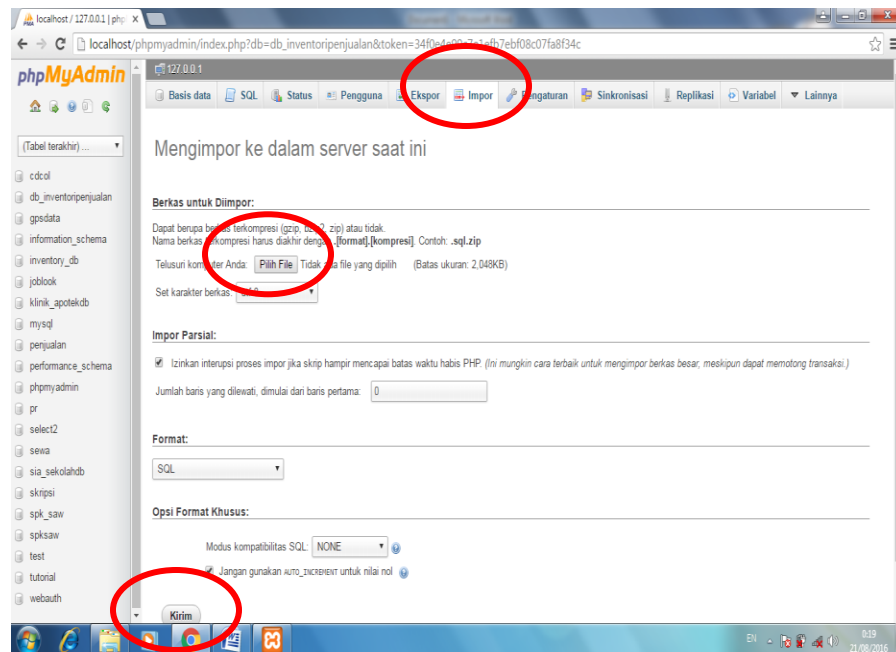 localhost / 127.0.0.1 | php
localhost/phpmyadmin/index.php?db=db_inventoripenjualan&token=34f0e4c09c7c1efb7ebf08c07fa8f34c
phpMyAdmin
127.0.0.1
Basis data
SQL
Status
Pengguna
Ekspor
Impor
Pengaturan
Sinkronisasi
Replikasi
Variabel
Lainnya
(Tabel terakhir) ...
cdcol
db_inventoripenjualan
gpsdata
information_schema
inventory_db
joblook
klinik_apotekdb
mysql
penjualan
performance_schema
phpmyadmin
pr
select2
sewa
sia_sekolahdb
skripsi
spk_saw
spksaw
test
tutorial
webauth
Mengimpor ke dalam server saat ini
Berkas untuk Diimpor:
Dapat berupa berkas terkompresi (gzip, bzip2, zip) atau tidak.
Nama berkas terkompresi harus diakhir dengan .[format].[kompresi]. Contoh: .sql.zip
Telusuri komputer Anda: Pilih File Tidak ada file yang dipilih (Batas ukuran: 2,048KB)
Set karakter berkas:
Impor Parsial:
Izinkan interupsi proses impor jika skrip hampir mencapai batas waktu habis PHP. (Ini mungkin cara terbaik untuk mengimpor berkas besar, meskipun dapat memotong transaksi.)
Jumlah baris yang dilewati, dimulai dari baris pertama: 0
Format:
SQL
Opsi Format Khusus:
Modus kompatibilitas SQL: NONE
Jangan gunakan AUTO_INCREMENT untuk nilai nol
Kirim
EN
0:19
21/08/2016